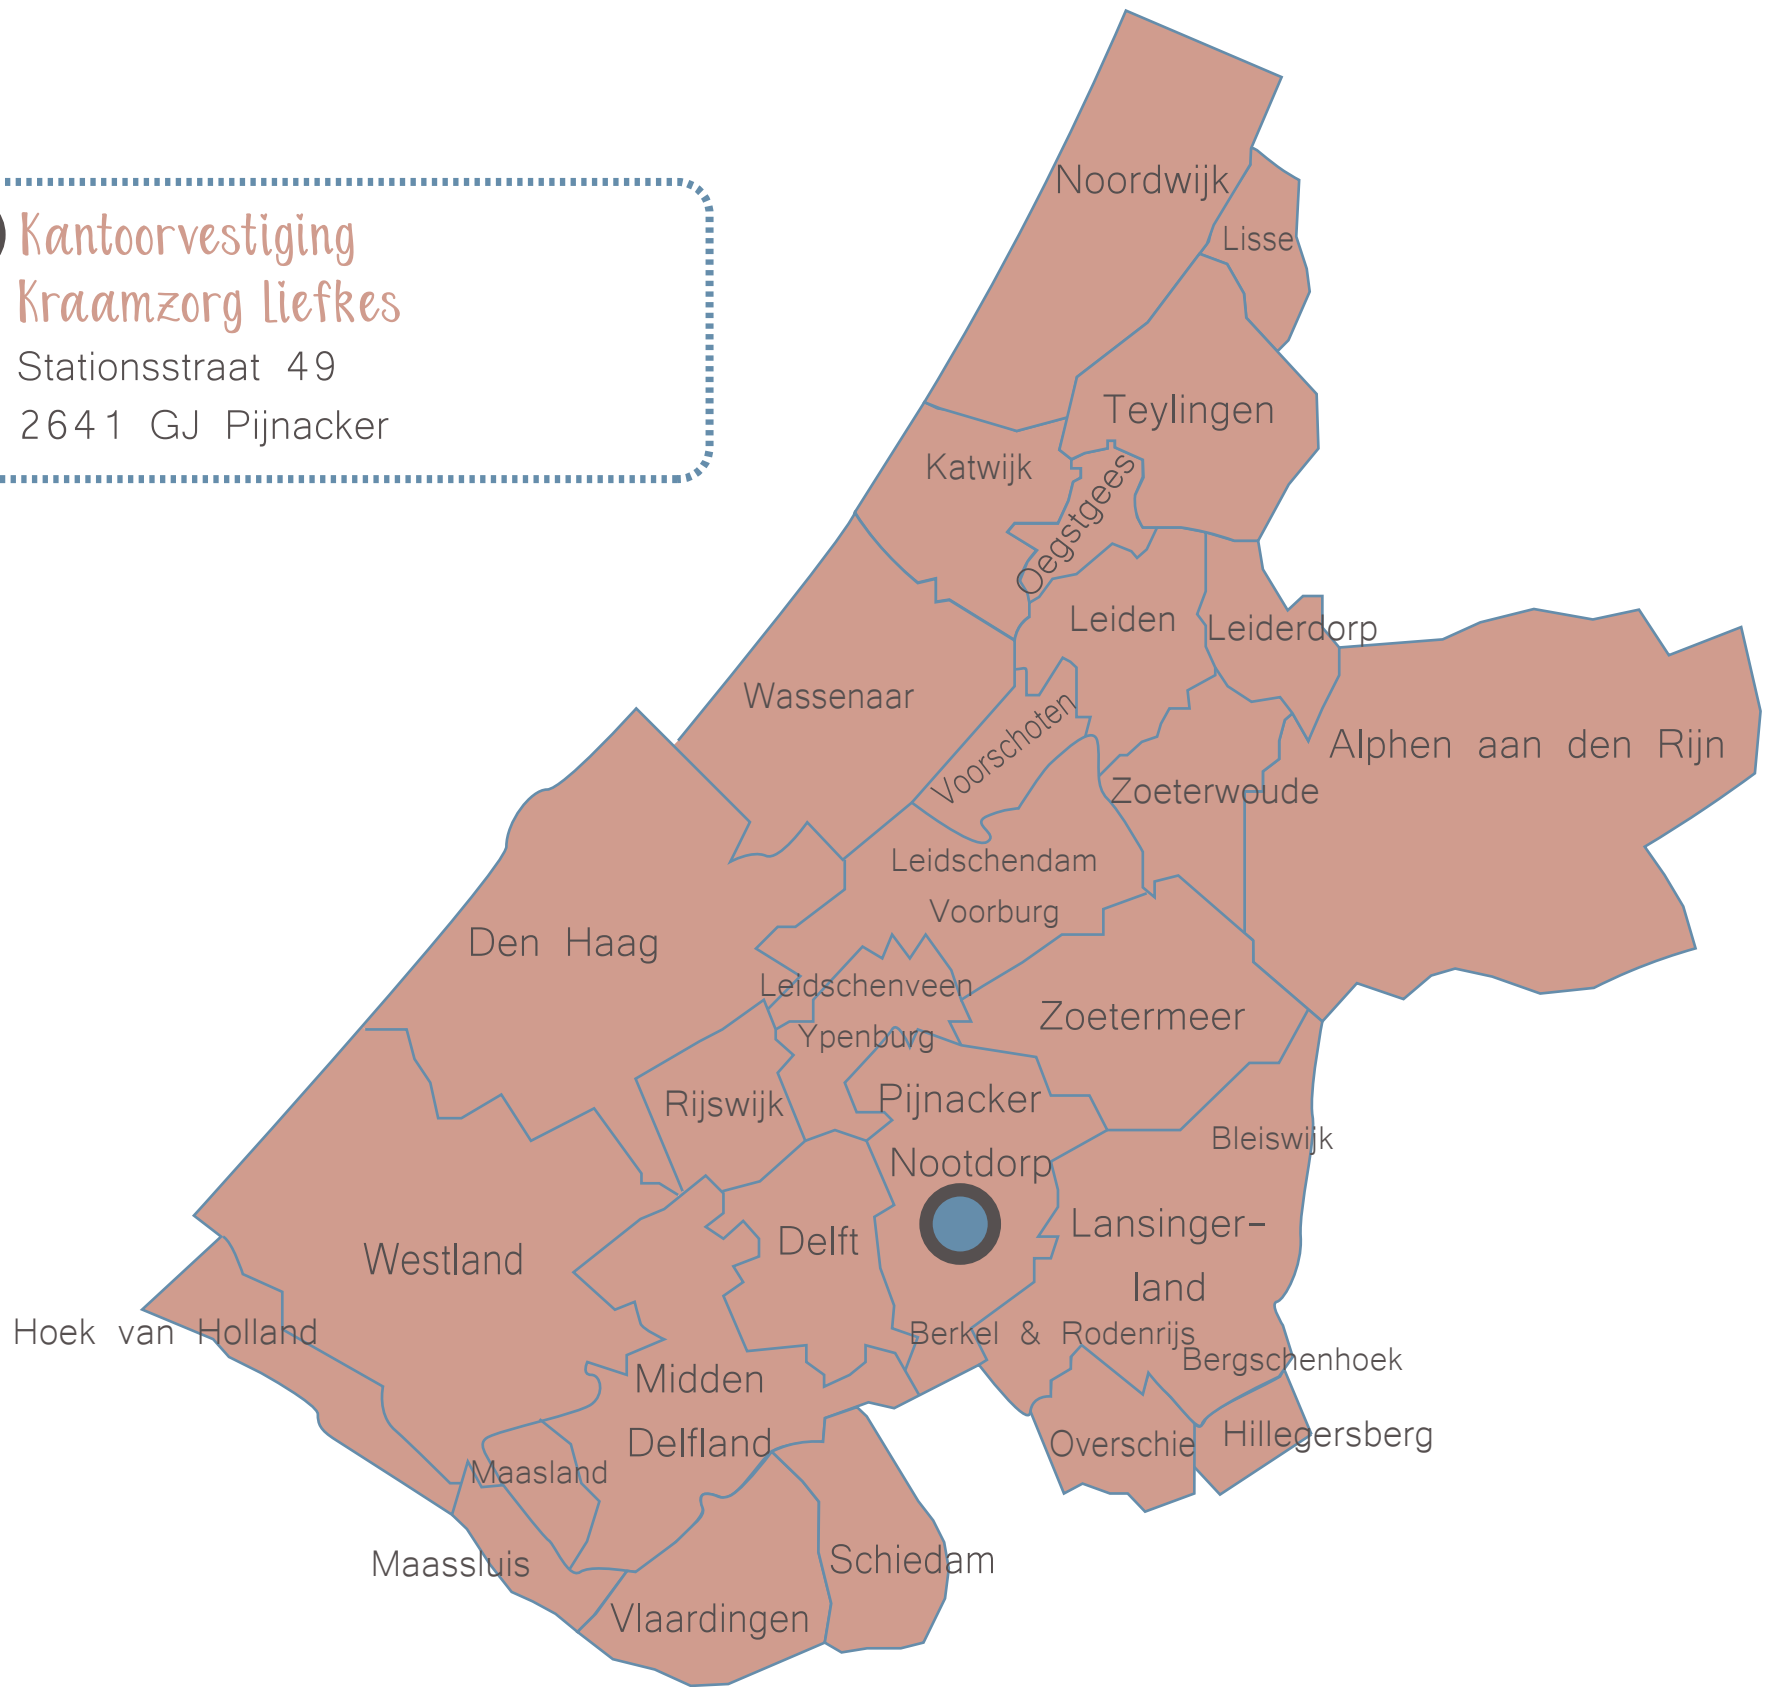 Kantoorvestiging
Kraamzorg Liefkes
Stationsstraat 49
2641 GJ Pijnacker
Noordwijk
Lisse
Teylingen
Katwijk
Oegstgees
Leiden
Leiderdorp
Wassenaar
Voorschoten
Alphen aan den Rijn
Zoeterwoude
Leidschendam
Voorburg
Den Haag
Leidschenveen
Ypenburg
Zoetermeer
Rijswijk
Pijnacker
Nootdorp
Bleiswijk
Lansinger-
land
Delft
Westland
Hoek van Holland
Berkel & Rodenrijs
Bergschenhoek
Midden
Delfland
Overschie
Hillegersberg
Maasland
Maassluis
Schiedam
Vlaardingen